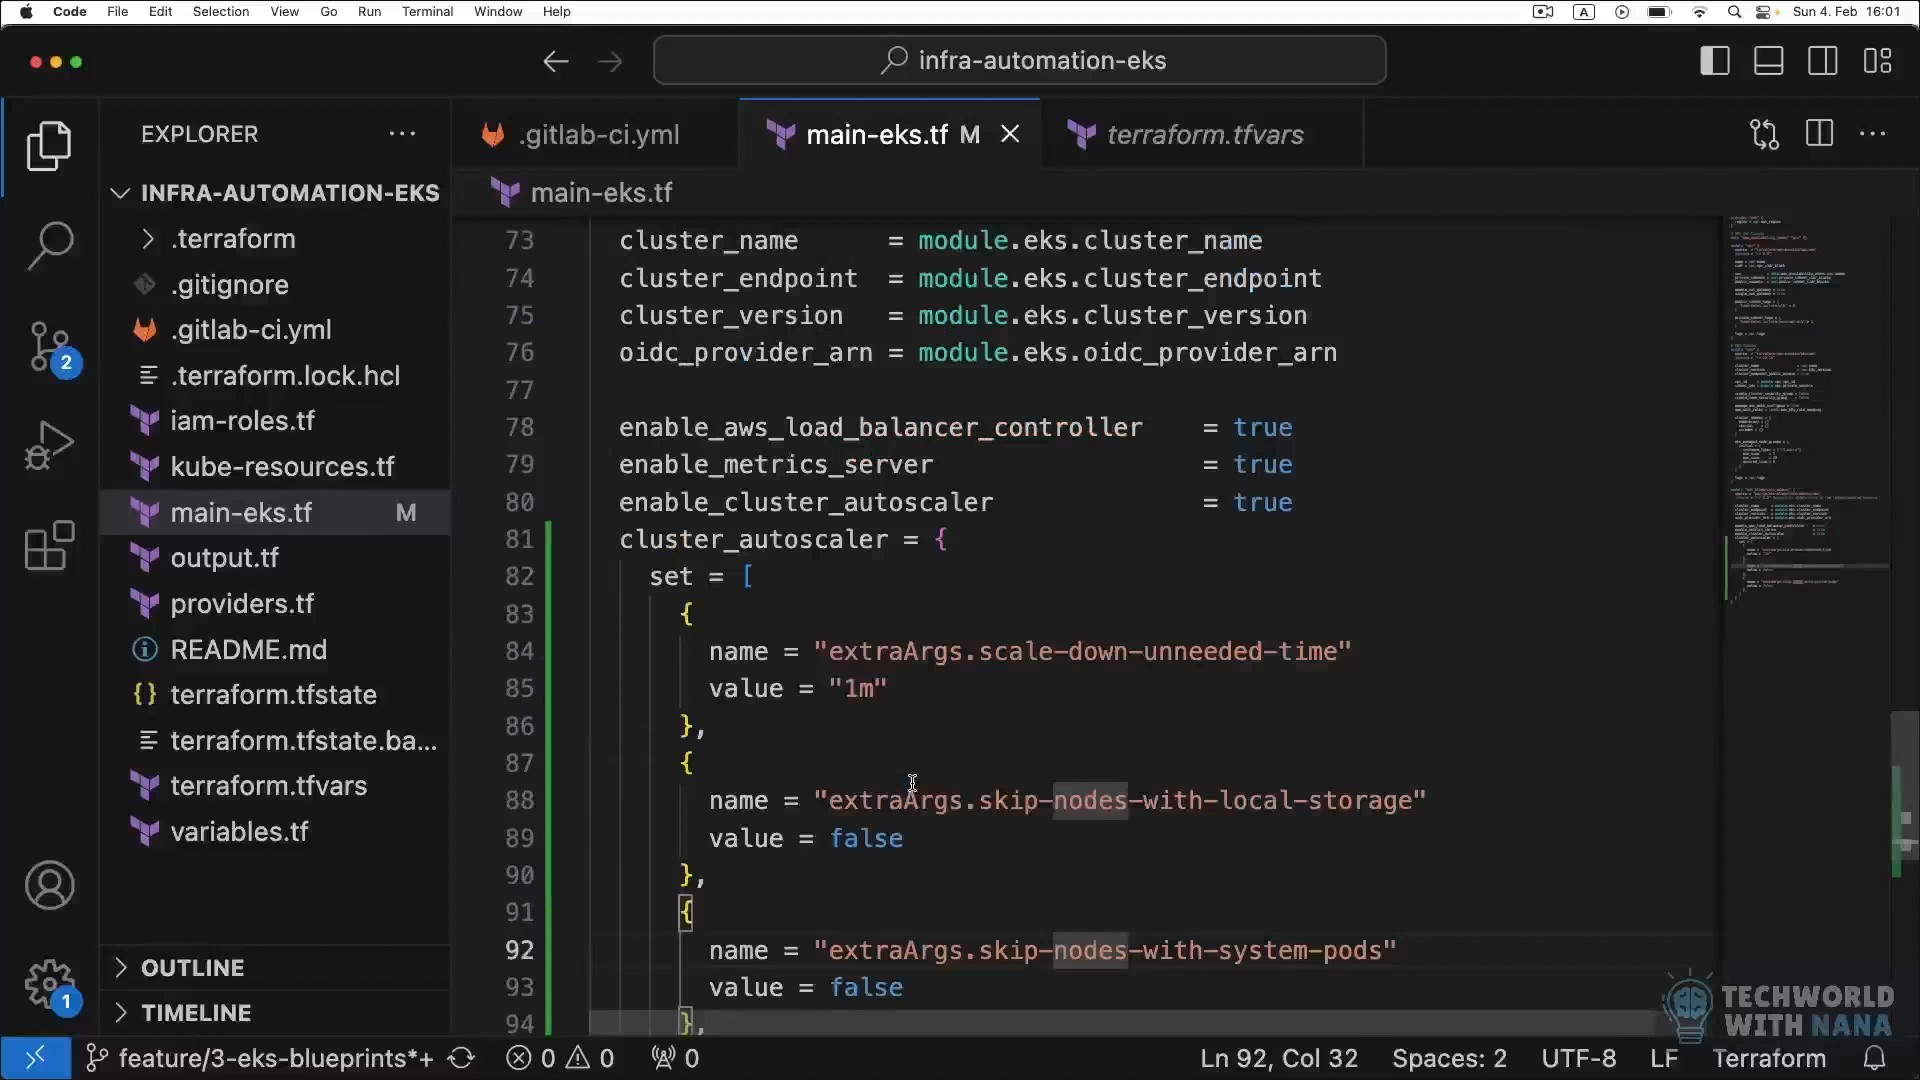 Code File Edit Selection View Go Run Terminal Window Help A Sun 4. Feb 16:01
infra-automation-eks
EXPLORER
.gitlab-ci.yml
main-eks.tf M
terraform.tfvars
INFRA-AUTOMATION-EKS
main-eks.tf
.terraform
.gitignore
.gitlab-ci.yml
.terraform.lock.hcl
iam-roles.tf
kube-resources.tf
main-eks.tf M
output.tf
providers.tf
README.md
terraform.tfstate
terraform.tfstate.ba...
terraform.tfvars
variables.tf
OUTLINE
TIMELINE
2
1
73 cluster_name = module.eks.cluster_name
74 cluster_endpoint = module.eks.cluster_endpoint
75 cluster_version = module.eks.cluster_version
76 oidc_provider_arn = module.eks.oidc_provider_arn
77
78 enable_aws_load_balancer_controller = true
79 enable_metrics_server = true
80 enable_cluster_autoscaler = true
81 cluster_autoscaler = {
82 set = [
83 {
84 name = "extraArgs.scale-down-unneeded-time"
85 value = "1m"
86 },
87 {
88 name = "extraArgs.skip-nodes-with-local-storage"
89 value = false
90 },
91 {
92 name = "extraArgs.skip-nodes-with-system-pods"
93 value = false
94 },
TECHWORLD
WITH NANA
feature/3-eks-blueprints*+ 0 0 0 Ln 92, Col 32 Spaces: 2 UTF-8 LF Terraform